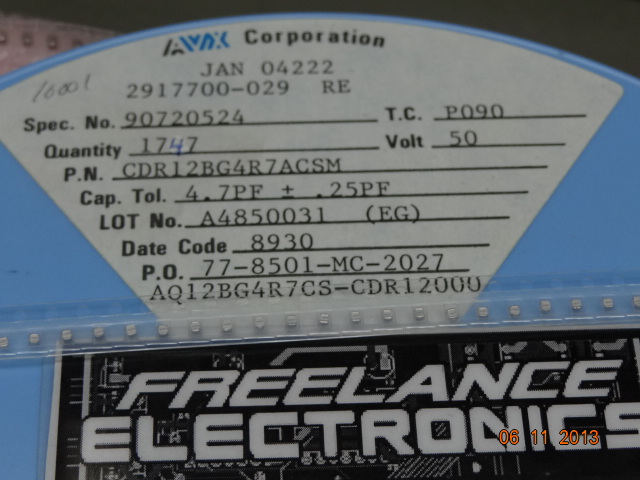 AVX Corporation
JAN 04222
10001
2917700-029 RE
Spec. No. 90720524 T.C. P090
Quantity 1747 Volt 50
P.N. CDR12BG4R7ACSM
Cap. Tol. 4.7PF ± .25PF
LOT No. A4850031 (EG)
Date Code 8930
P.O. 77-8501-MC-2027
AQ12BG4R7CS-CDR12000
FREELANCE
ELECTRONICS
06 11 2013